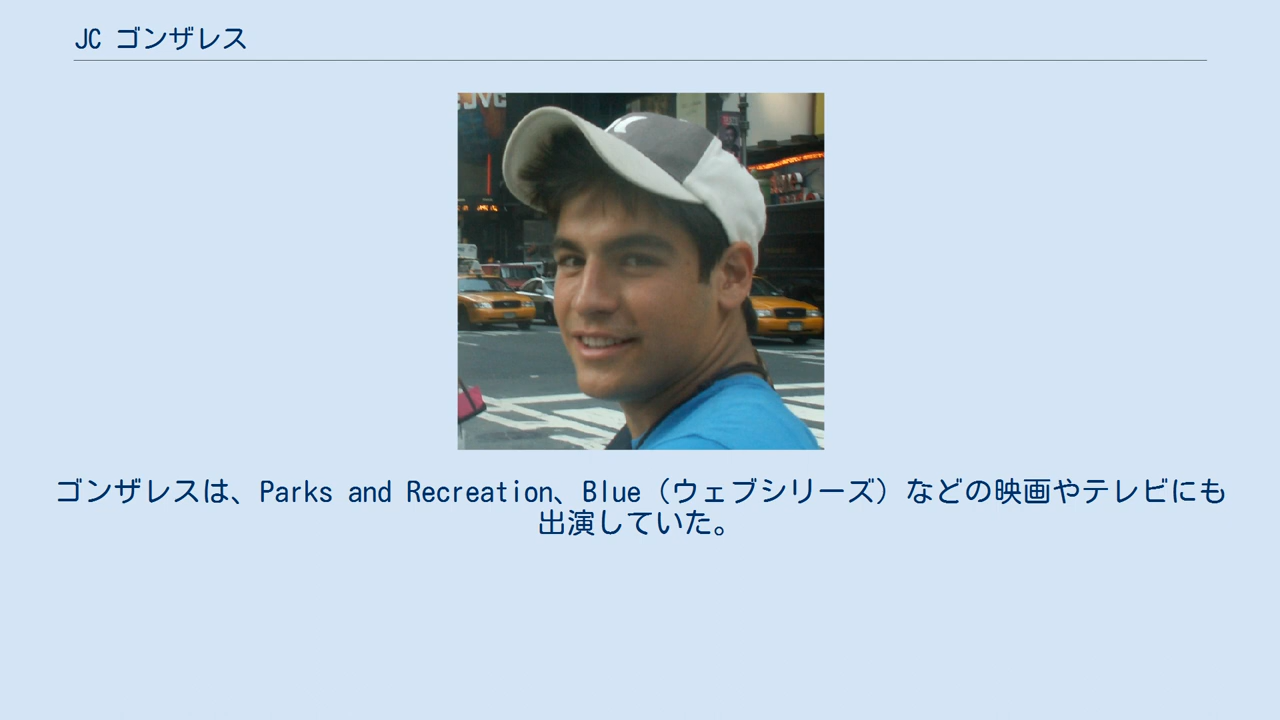 JC ゴンザレス
ゴンザレスは、Parks and Recreation、Blue（ウェブシリーズ）などの映画やテレビにも
出演していた。